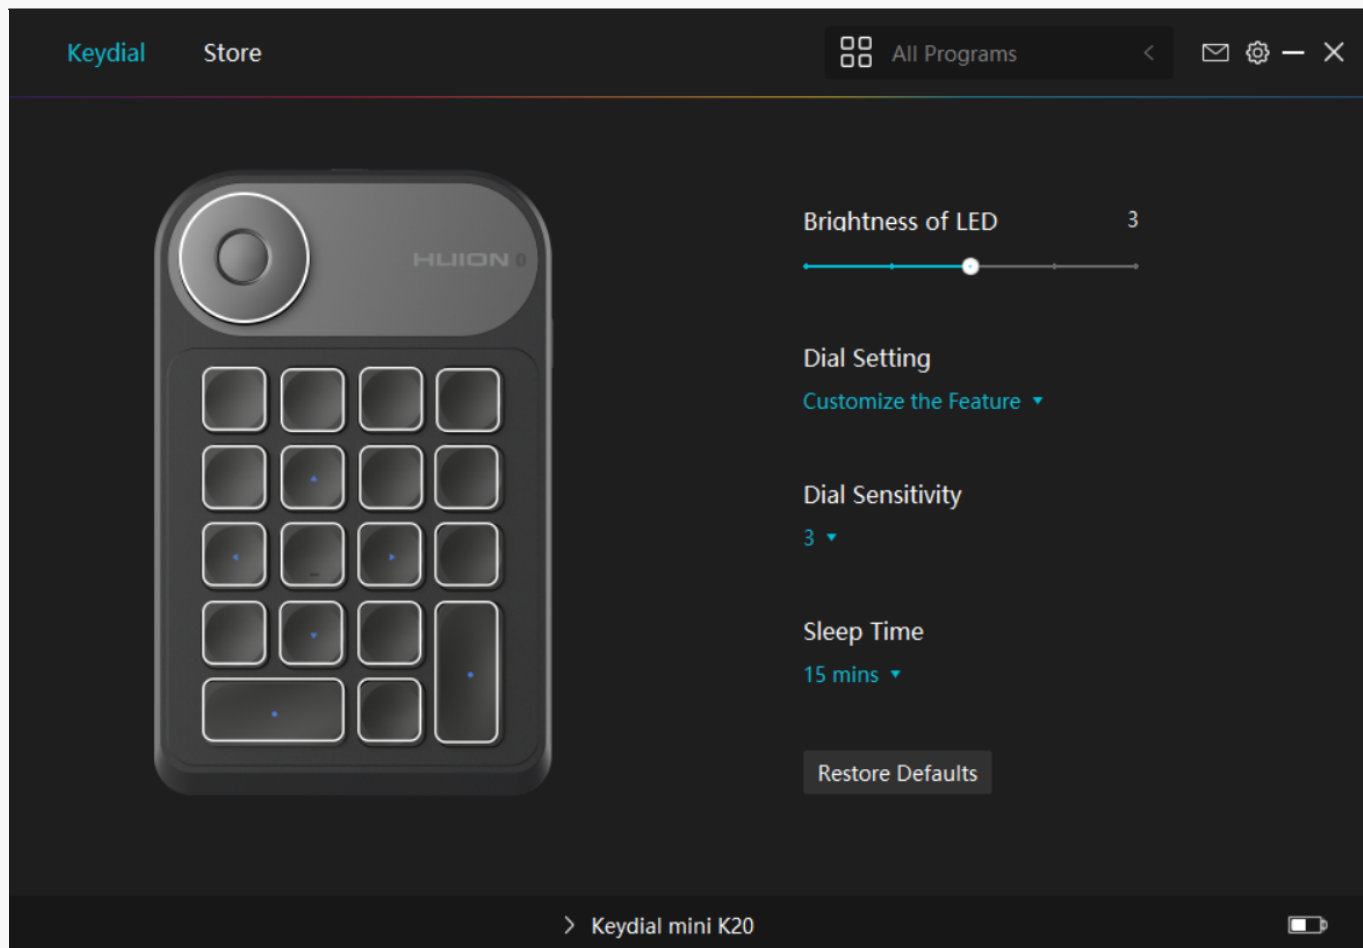 Keydial
Store
All Programs
HUION
Brightness of LED
3
Dial Setting
Customize the Feature
Dial Sensitivity
3
Sleep Time
15 mins
Restore Defaults
Keydial mini K20